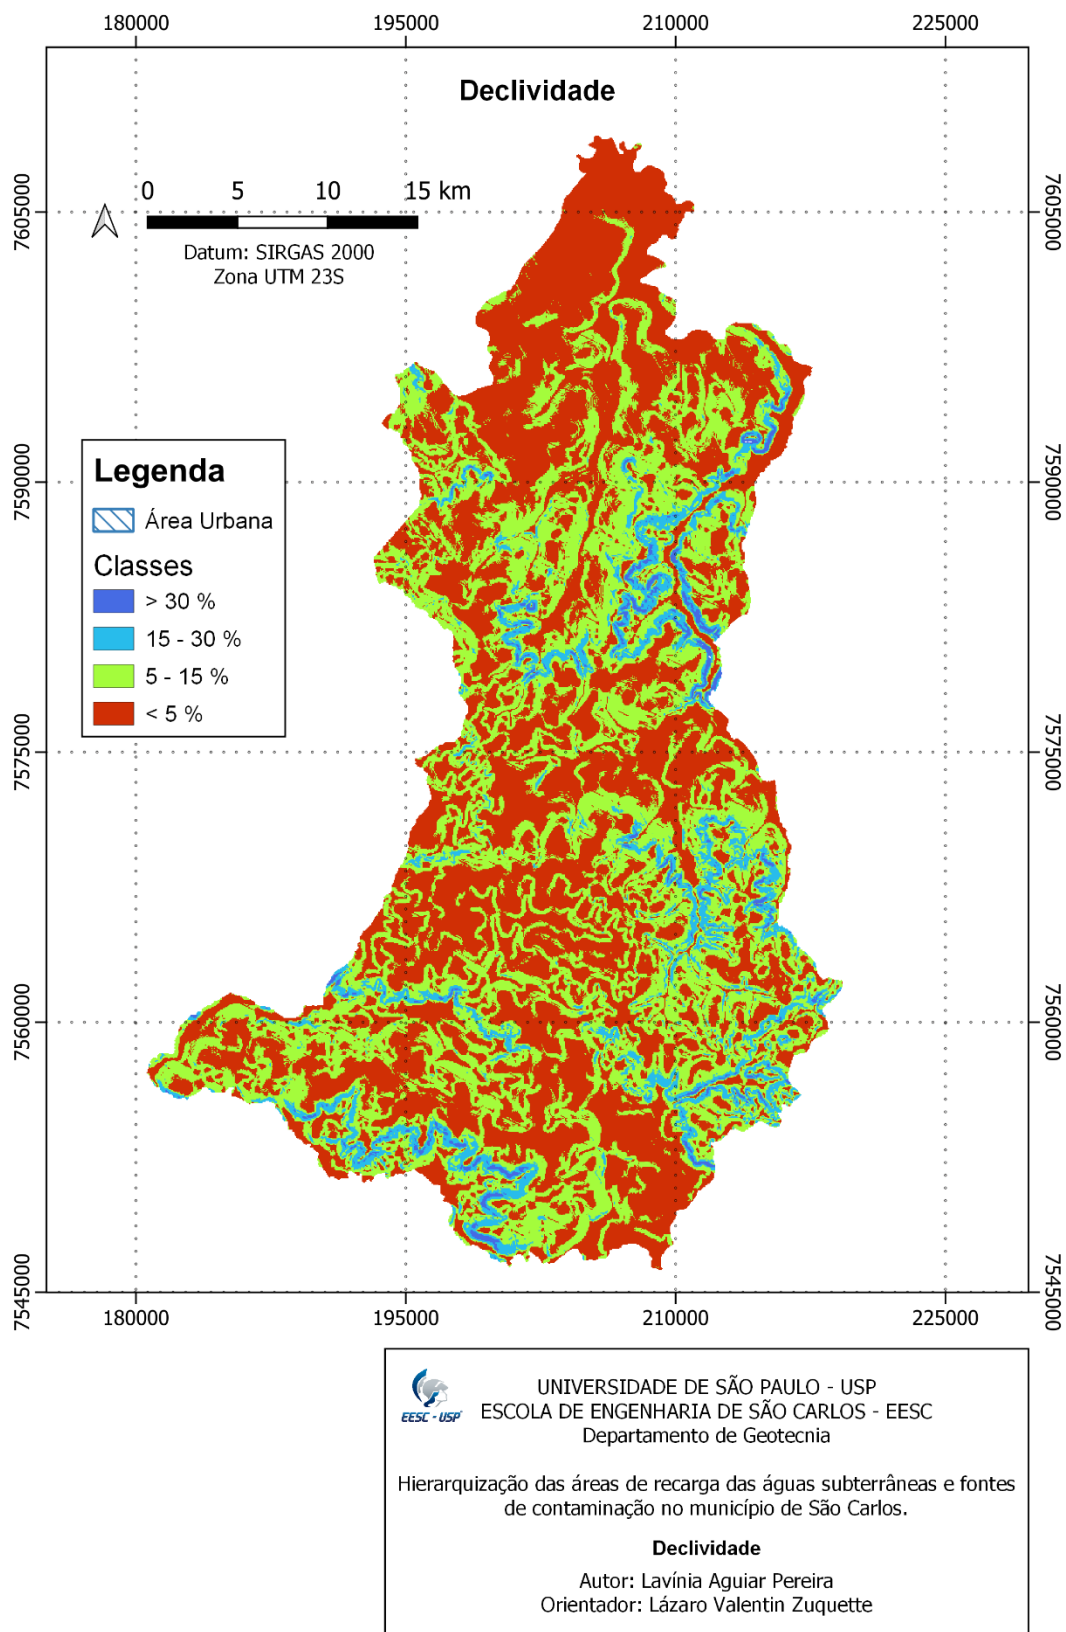 180000 195000 210000 225000
Declividade
0 5 10 15 km
Datum: SIRGAS 2000
Zona UTM 23S
7605000 7605000
7590000 7590000
Legenda
Área Urbana
Classes
> 30 %
15 - 30 %
5 - 15 %
< 5 %
7575000 7575000
7560000 7560000
7545000 7545000
180000 195000 210000 225000
EESC - USP
UNIVERSIDADE DE SÃO PAULO - USP
ESCOLA DE ENGENHARIA DE SÃO CARLOS - EESC
Departamento de Geotecnia
Hierarquização das áreas de recarga das águas subterrâneas e fontes
de contaminação no município de São Carlos.
Declividade
Autor: Lavínia Aguiar Pereira
Orientador: Lázaro Valentin Zuquette